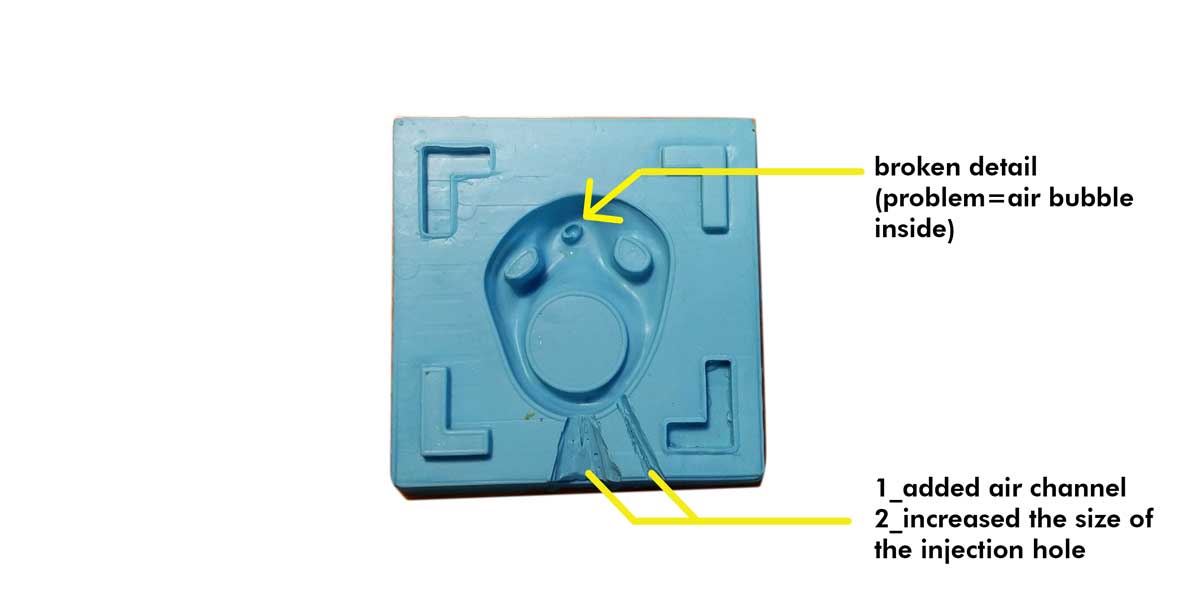 broken detail
(problem=air bubble
inside)
1_added air channel
2_increased the size of
the injection hole